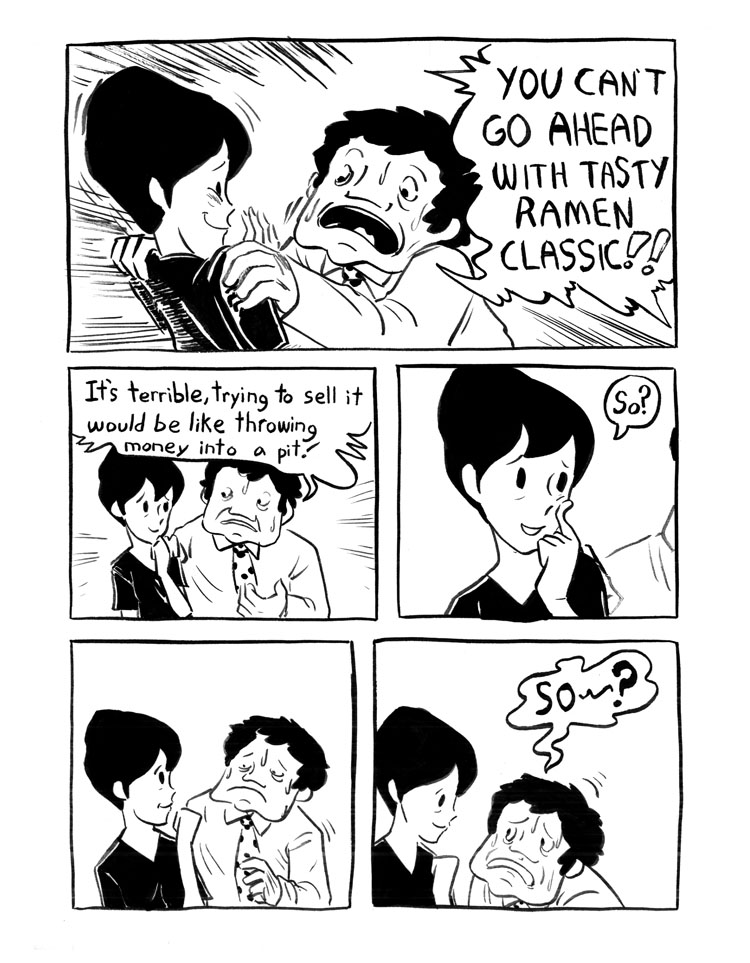 YOU CAN'T
GO AHEAD
WITH TASTY
RAMEN
CLASSIC?!!
It's terrible, trying to sell it
would be like throwing
money into a pit!
So?
SO~~?